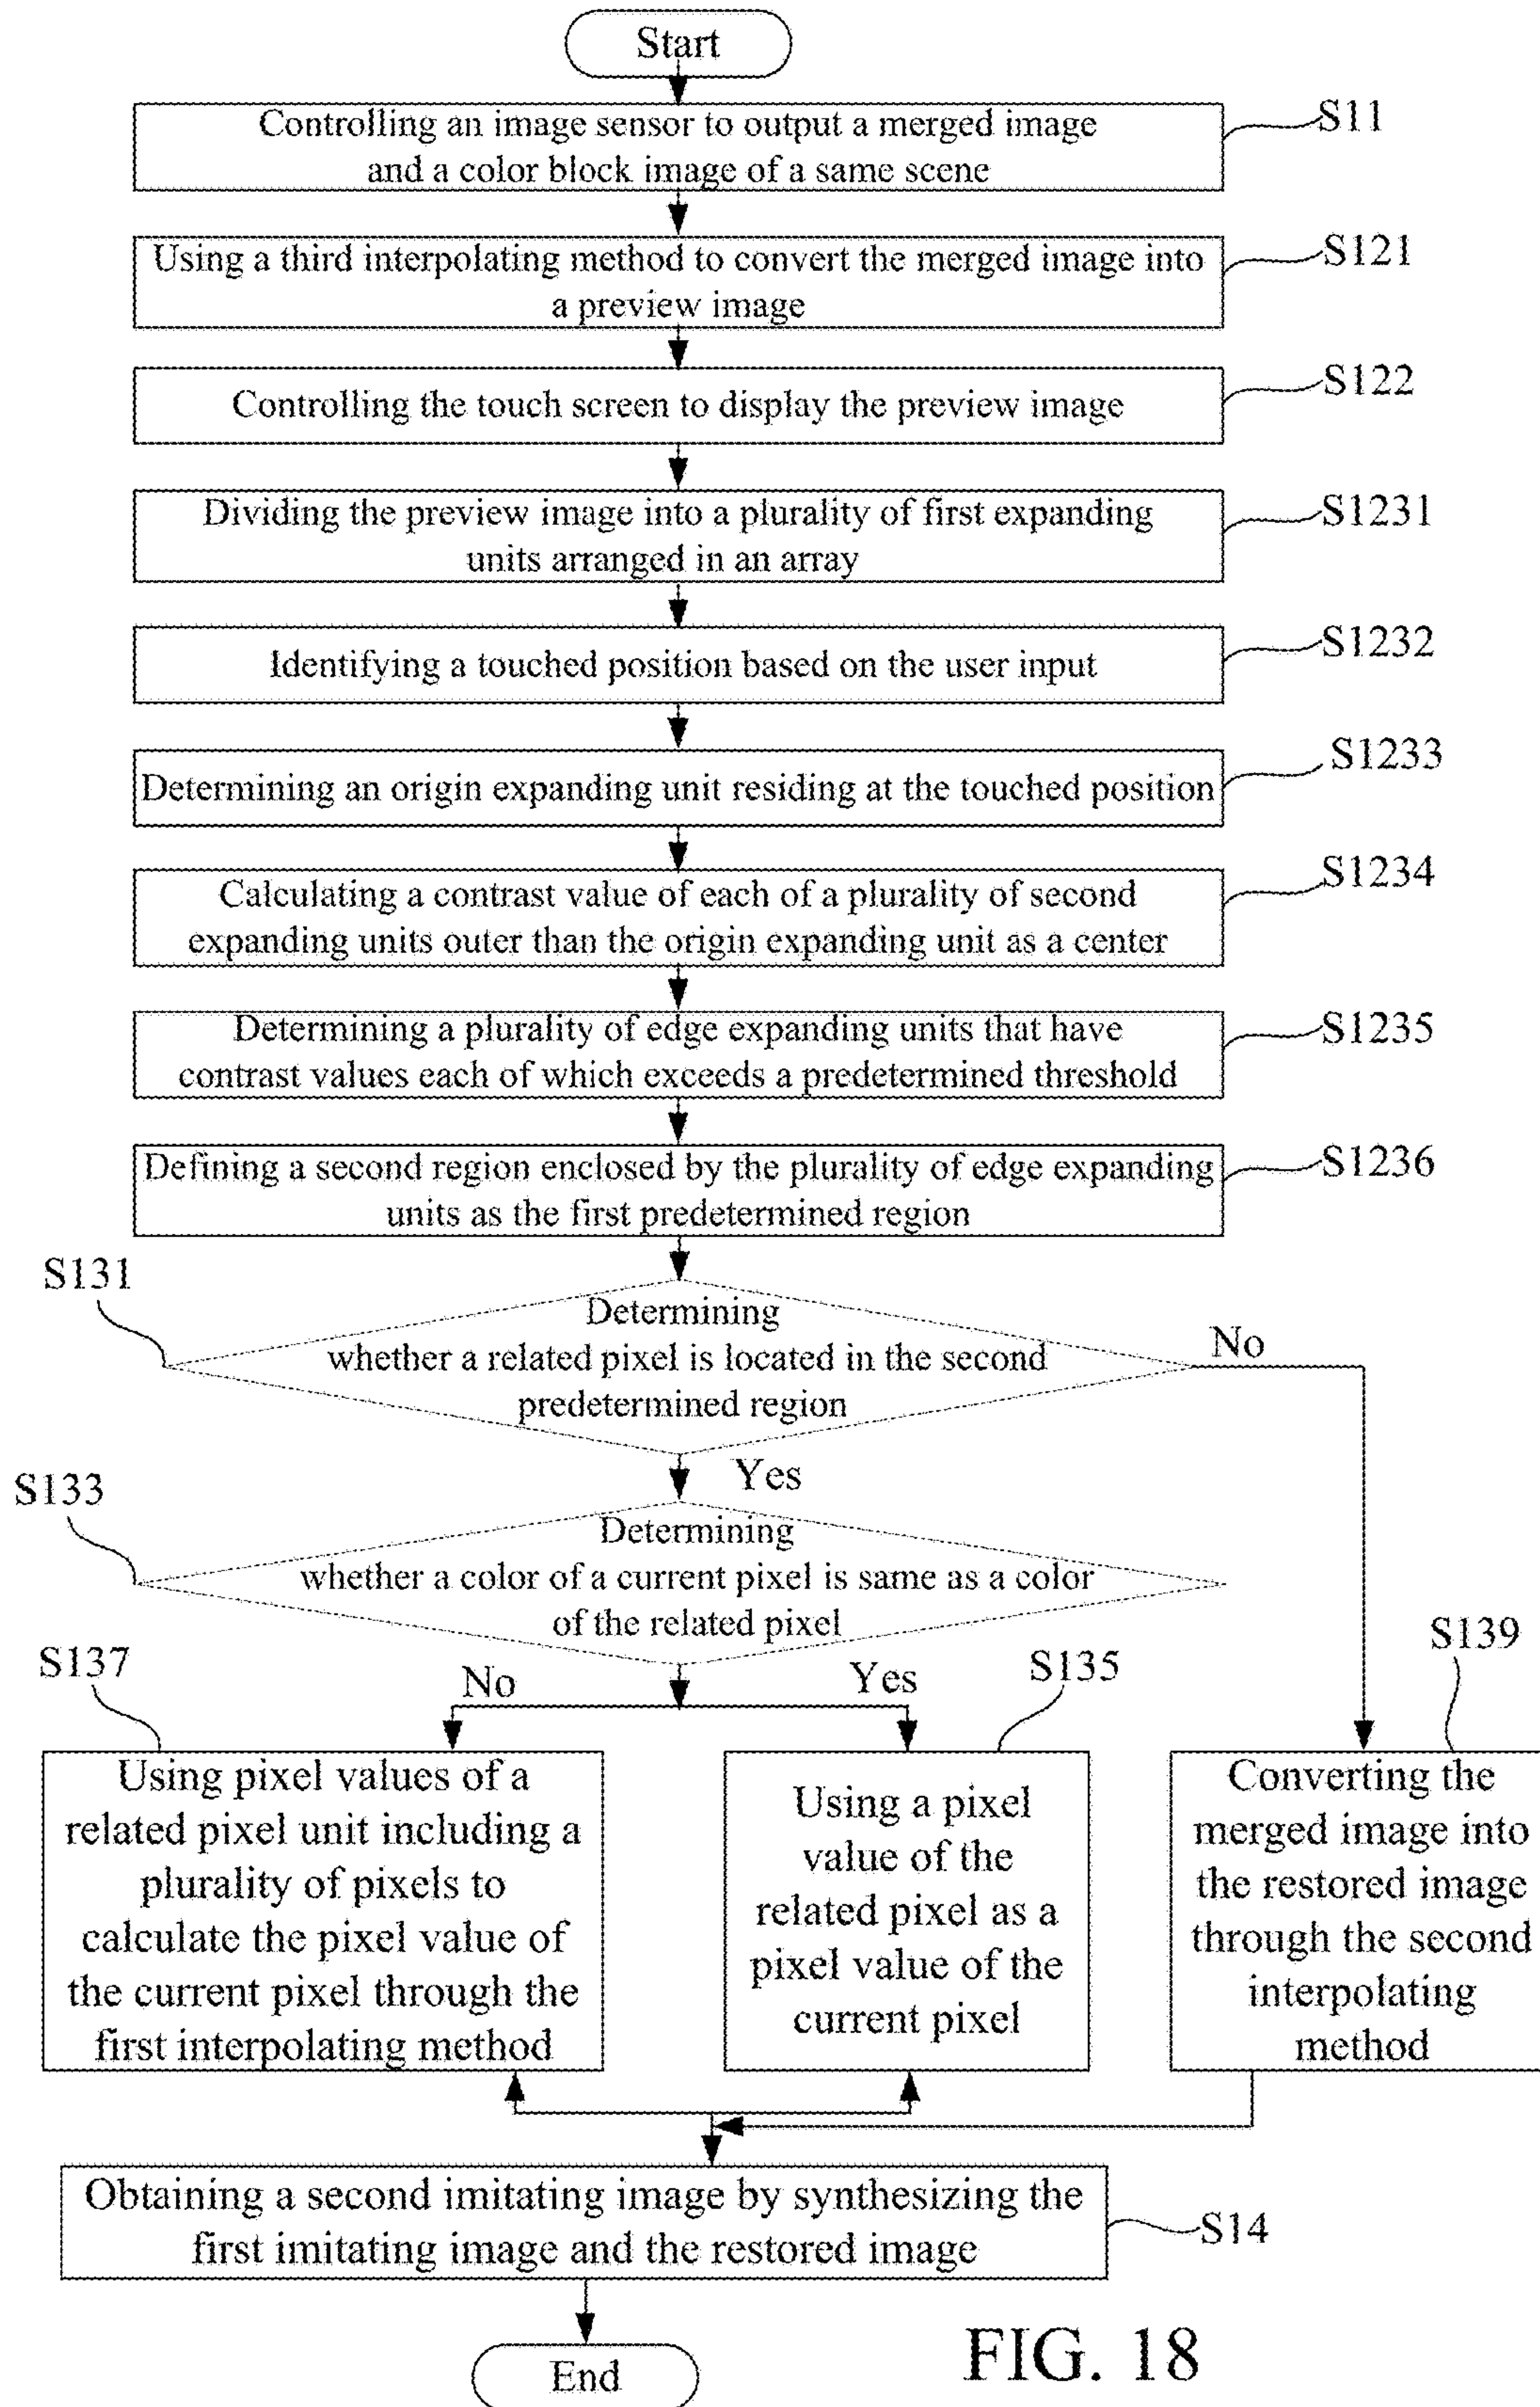 Start
Controlling an image sensor to output a merged image
and a color block image of a same scene
S11
Using a third interpolating method to convert the merged image into
a preview image
S121
Controlling the touch screen to display the preview image
S122
Dividing the preview image into a plurality of first expanding
units arranged in an array
S1231
Identifying a touched position based on the user input
S1232
Determining an origin expanding unit residing at the touched position
S1233
Calculating a contrast value of each of a plurality of second
expanding units outer than the origin expanding unit as a center
S1234
Determining a plurality of edge expanding units that have
contrast values each of which exceeds a predetermined threshold
S1235
Defining a second region enclosed by the plurality of edge expanding
units as the first predetermined region
S1236
S131
Determining
whether a related pixel is located in the second
predetermined region
No
Yes
S133
Determining
whether a color of a current pixel is same as a color
of the related pixel
S137
No
Yes
S135
S139
Using pixel values of a
related pixel unit including a
plurality of pixels to
calculate the pixel value of
the current pixel through the
first interpolating method
Using a pixel
value of the
related pixel as a
pixel value of the
current pixel
Converting the
merged image into
the restored image
through the second
interpolating
method
Obtaining a second imitating image by synthesizing the
first imitating image and the restored image
S14
End
FIG. 18